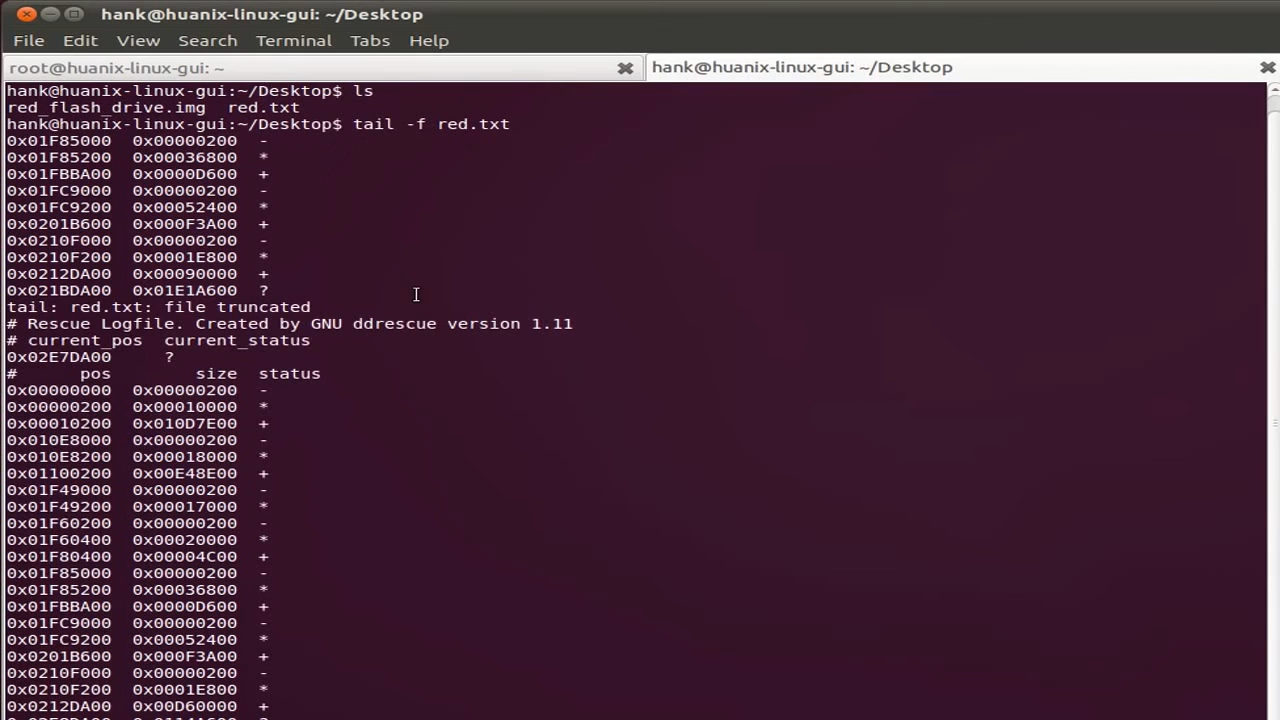 hank@huanix-linux-gui: ~/Desktop
File Edit View Search Terminal Tabs Help
root@huanix-linux-gui: ~
hank@huanix-linux-gui: ~/Desktop
hank@huanix-linux-gui:~/Desktop$ ls
red_flash_drive.img red.txt
hank@huanix-linux-gui:~/Desktop$ tail -f red.txt
0x01F85000 0x00000200 -
0x01F85200 0x00036800 *
0x01FBBA00 0x0000D600 +
0x01FC9000 0x00000200 -
0x01FC9200 0x00052400 *
0x0201B600 0x000F3A00 +
0x0210F000 0x00000200 -
0x0210F200 0x0001E800 *
0x0212DA00 0x00090000 +
0x021BDA00 0x01E1A600 ?
tail: red.txt: file truncated
# Rescue Logfile. Created by GNU ddrescue version 1.11
# current_pos current_status
0x02E7DA00 ?
# pos size status
0x00000000 0x00000200 -
0x00000200 0x00010000 *
0x00010200 0x010D7E00 +
0x010E8000 0x00000200 -
0x010E8200 0x00018000 *
0x01100200 0x00E48E00 +
0x01F49000 0x00000200 -
0x01F49200 0x00017000 *
0x01F60200 0x00000200 -
0x01F60400 0x00020000 *
0x01F80400 0x00004C00 +
0x01F85000 0x00000200 -
0x01F85200 0x00036800 *
0x01FBBA00 0x0000D600 +
0x01FC9000 0x00000200 -
0x01FC9200 0x00052400 *
0x0201B600 0x000F3A00 +
0x0210F000 0x00000200 -
0x0210F200 0x0001E800 *
0x0212DA00 0x00D60000 +